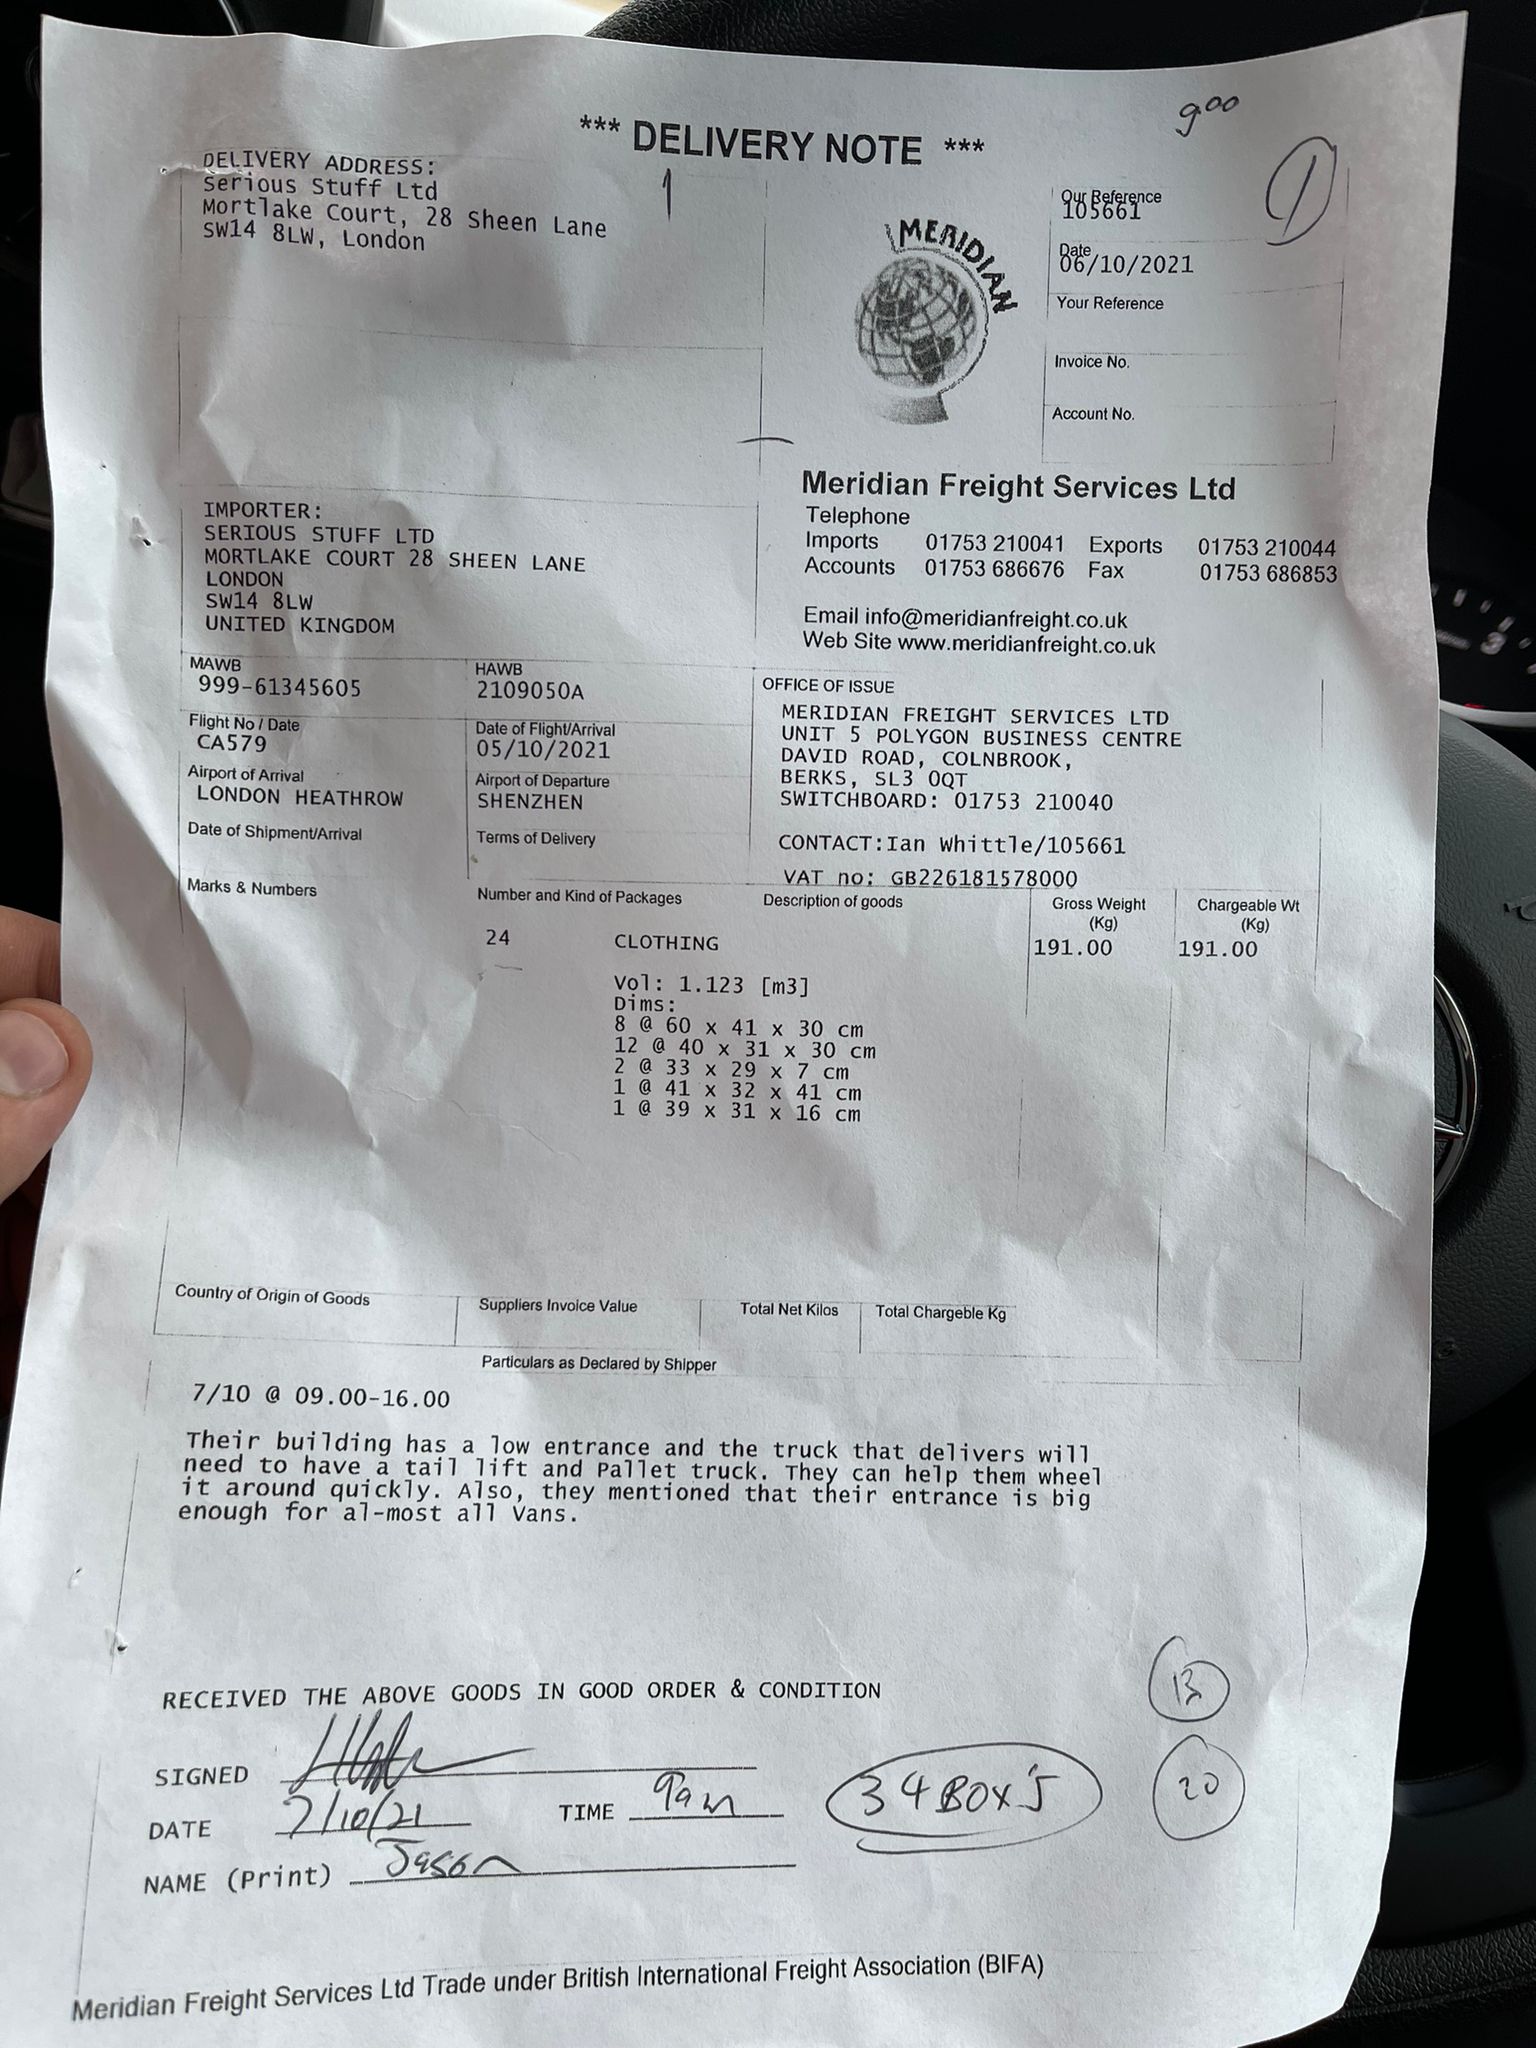 9⁰⁰
*** DELIVERY NOTE ***
1
DELIVERY ADDRESS:
Serious Stuff Ltd
Mortlake Court, 28 Sheen Lane
SW14 8LW, London
MERIDIAN
1
Our Reference
105661
Date
06/10/2021
Your Reference
Invoice No.
Account No.
Meridian Freight Services Ltd
Telephone
Imports 01753 210041 Exports 01753 210044
Accounts 01753 686676 Fax 01753 686853
Email info@meridianfreight.co.uk
Web Site www.meridianfreight.co.uk
IMPORTER:
SERIOUS STUFF LTD
MORTLAKE COURT 28 SHEEN LANE
LONDON
SW14 8LW
UNITED KINGDOM
MAWB
999-61345605
HAWB
2109050A
Flight No / Date
CA579
Date of Flight/Arrival
05/10/2021
Airport of Arrival
LONDON HEATHROW
Airport of Departure
SHENZHEN
Date of Shipment/Arrival
Terms of Delivery
OFFICE OF ISSUE
MERIDIAN FREIGHT SERVICES LTD
UNIT 5 POLYGON BUSINESS CENTRE
DAVID ROAD, COLNBROOK,
BERKS, SL3 0QT
SWITCHBOARD: 01753 210040
CONTACT:Ian Whittle/105661
VAT no: GB226181578000
Marks & Numbers
Number and Kind of Packages
Description of goods
Gross Weight
(Kg)
Chargeable Wt
(Kg)
24 CLOTHING 191.00 191.00
Vol: 1.123 [m3]
Dims:
8 @ 60 x 41 x 30 cm
12 @ 40 x 31 x 30 cm
2 @ 33 x 29 x 7 cm
1 @ 41 x 32 x 41 cm
1 @ 39 x 31 x 16 cm
Country of Origin of Goods
Suppliers Invoice Value
Total Net Kilos
Total Chargeble Kg
Particulars as Declared by Shipper
7/10 @ 09.00-16.00
Their building has a low entrance and the truck that delivers will
need to have a tail lift and Pallet truck. They can help them wheel
it around quickly. Also, they mentioned that their entrance is big
enough for al-most all Vans.
RECEIVED THE ABOVE GOODS IN GOOD ORDER & CONDITION
13
SIGNED
DATE 7/10/21 TIME 9am
34 BOX'S
20
NAME (Print) Jason
Meridian Freight Services Ltd Trade under British International Freight Association (BIFA)